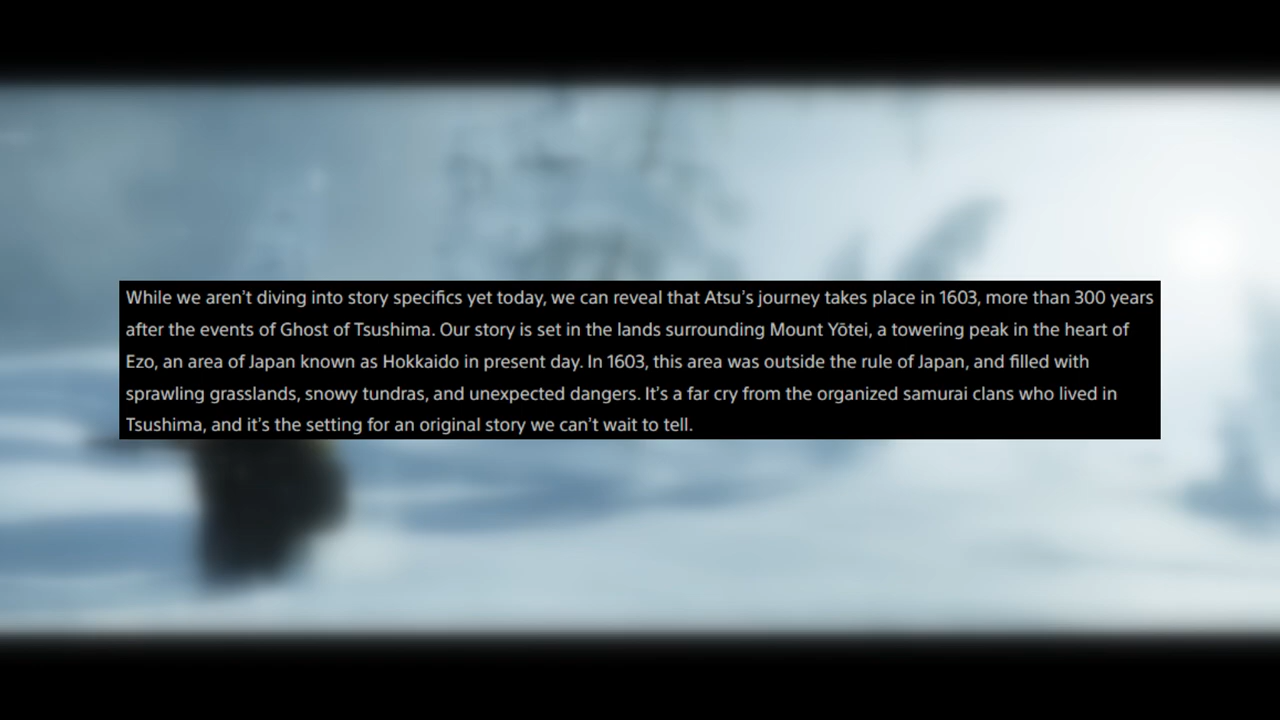 While we aren't diving into story specifics yet today, we can reveal that Atsu's journey takes place in 1603, more than 300 years
after the events of Ghost of Tsushima. Our story is set in the lands surrounding Mount Yōtei, a towering peak in the heart of
Ezo, an area of Japan known as Hokkaido in present day. In 1603, this area was outside the rule of Japan, and filled with
sprawling grasslands, snowy tundras, and unexpected dangers. It's a far cry from the organized samurai clans who lived in
Tsushima, and it's the setting for an original story we can't wait to tell.